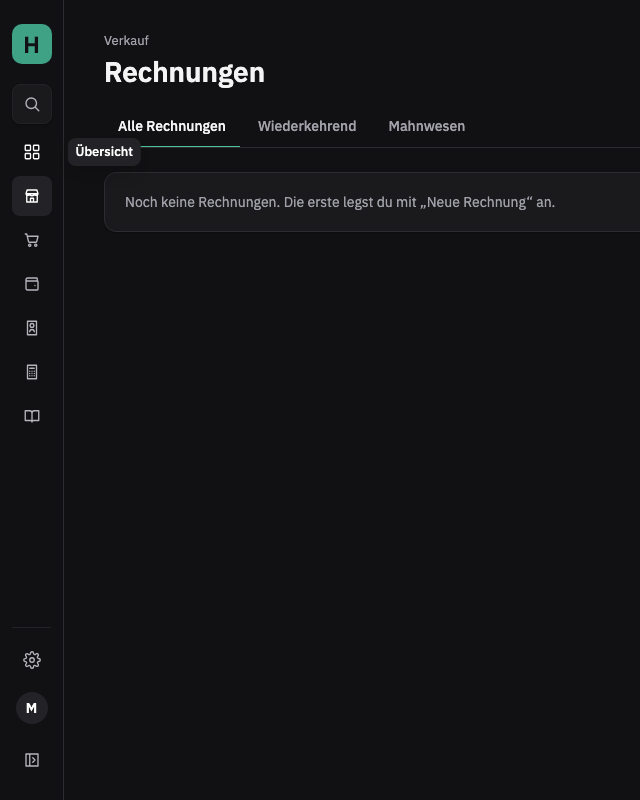 H
Verkauf
Rechnungen
Alle Rechnungen
Wiederkehrend
Mahnwesen
Übersicht
Noch keine Rechnungen. Die erste legst du mit „Neue Rechnung“ an.
M